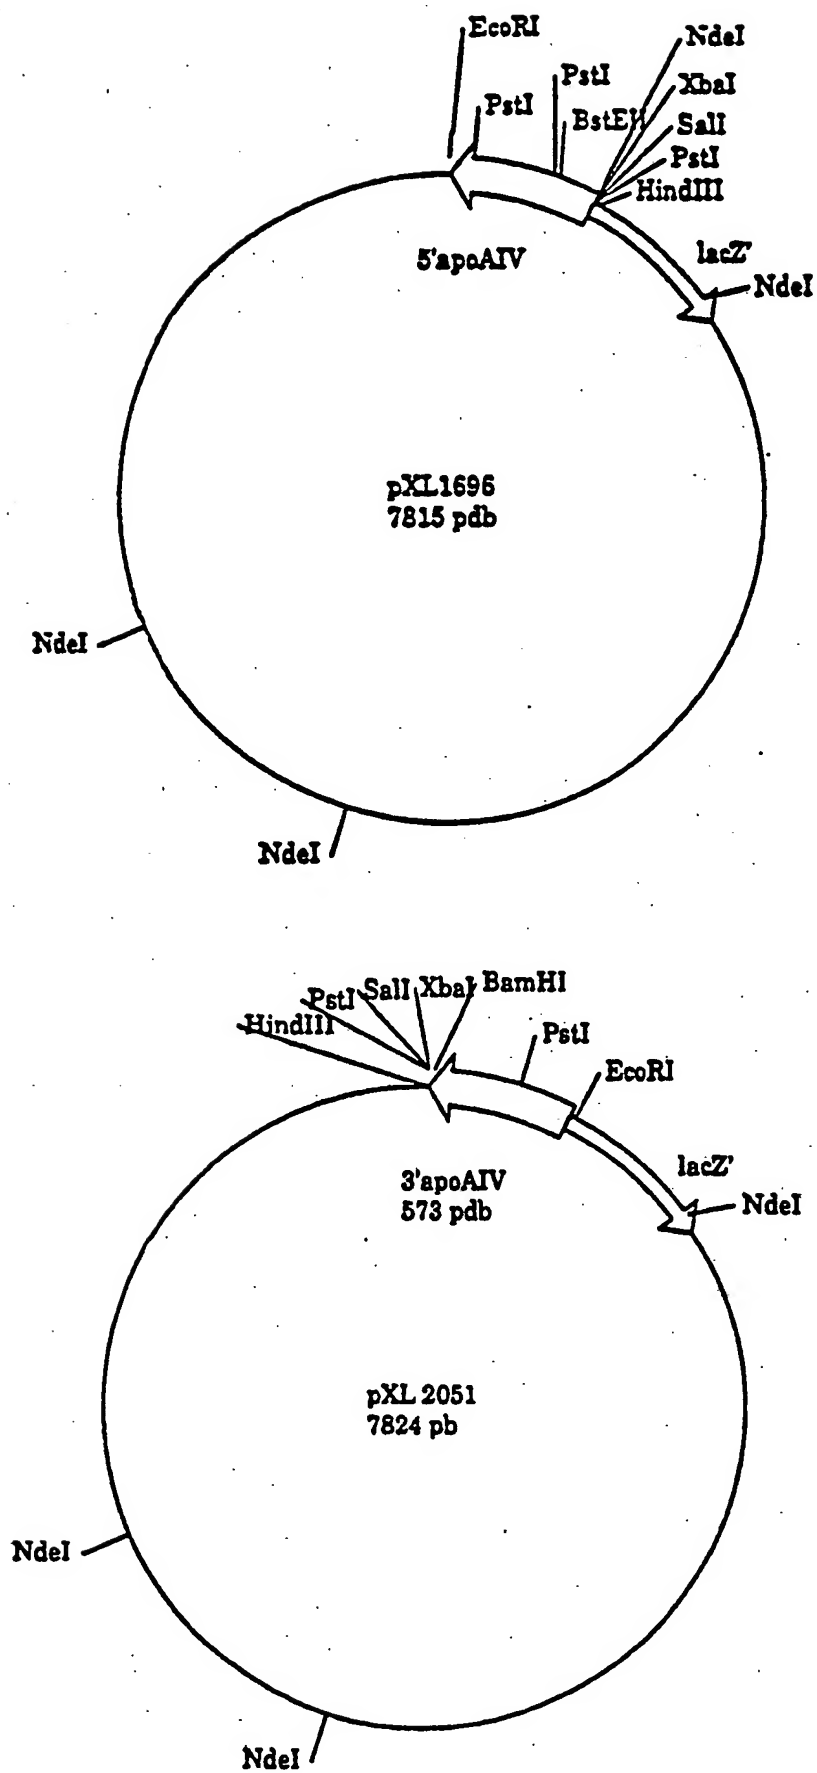 EcoRI
NdeI
PstI
XbaI
PstI
BstEII
SalI
PstI
HindIII
lacZ'
5'apoAIV
NdeI
pXL1696
7815 pdb
NdeI
NdeI
HindIII
PstI
SalI
XbaI
BamHI
PstI
EcoRI
3'apoAIV
573 pdb
lacZ'
NdeI
pXL 2051
7824 pb
NdeI
NdeI